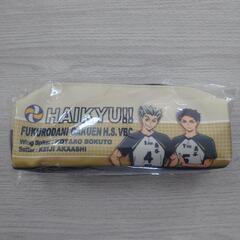 HAIKYU!!
FUKURODANI GAKUEN H.S. VBC
Wing Spiker: KOTARO BOKUTO
Setter: KEIJI AKAASHI
4
5